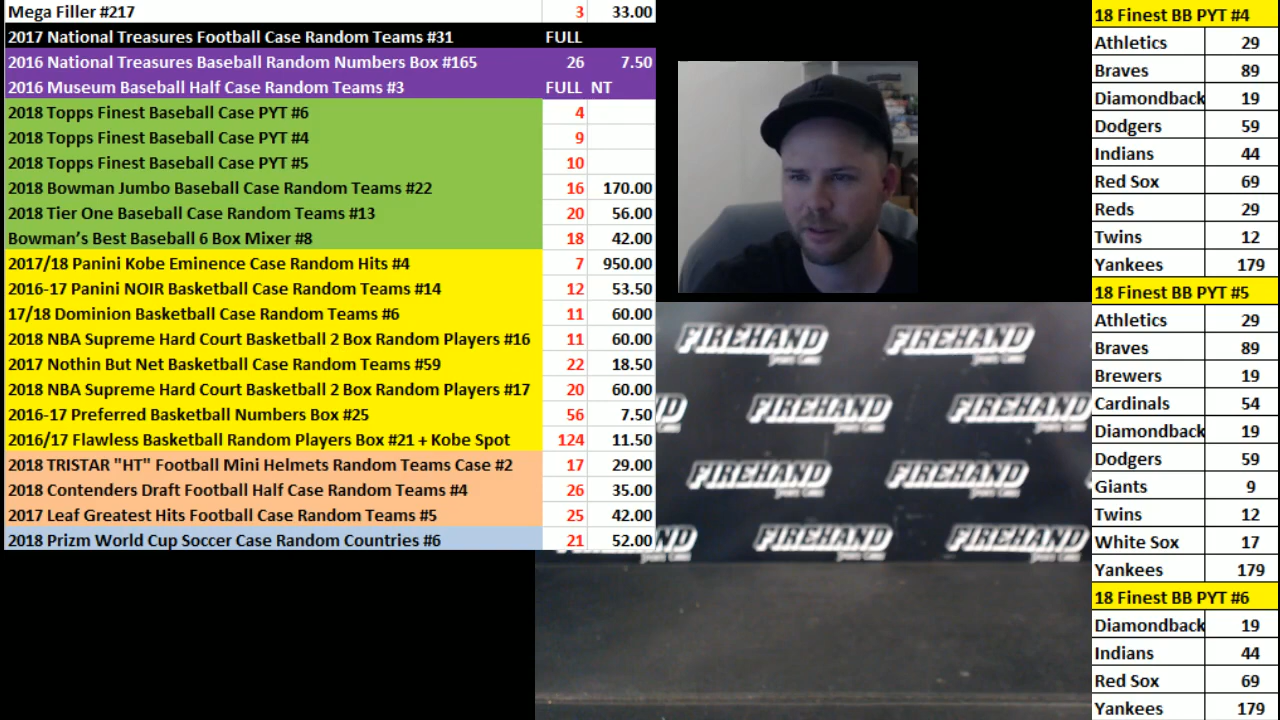 Mega Filler #217 3 33.00
2017 National Treasures Football Case Random Teams #31 FULL
2016 National Treasures Baseball Random Numbers Box #165 26 7.50
2016 Museum Baseball Half Case Random Teams #3 FULL NT
2018 Topps Finest Baseball Case PYT #6 4
2018 Topps Finest Baseball Case PYT #4 9
2018 Topps Finest Baseball Case PYT #5 10
2018 Bowman Jumbo Baseball Case Random Teams #22 16 170.00
2018 Tier One Baseball Case Random Teams #13 20 56.00
Bowman’s Best Baseball 6 Box Mixer #8 18 42.00
2017/18 Panini Kobe Eminence Case Random Hits #4 7 950.00
2016-17 Panini NOIR Basketball Case Random Teams #14 12 53.50
17/18 Dominion Basketball Case Random Teams #6 11 60.00
2018 NBA Supreme Hard Court Basketball 2 Box Random Players #16 11 60.00
2017 Nothin But Net Basketball Case Random Teams #59 22 18.50
2018 NBA Supreme Hard Court Basketball 2 Box Random Players #17 20 60.00
2016-17 Preferred Basketball Numbers Box #25 56 7.50
2016/17 Flawless Basketball Random Players Box #21 + Kobe Spot 124 11.50
2018 TRISTAR "HT" Football Mini Helmets Random Teams Case #2 17 29.00
2018 Contenders Draft Football Half Case Random Teams #4 26 35.00
2017 Leaf Greatest Hits Football Case Random Teams #5 25 42.00
2018 Prizm World Cup Soccer Case Random Countries #6 21 52.00
FIREHAND FIREHAND
FIREHAND FIREHAND
FIREHAND FIREHAND
FIREHAND FIREHAND
18 Finest BB PYT #4
Athletics 29
Braves 89
Diamondback 19
Dodgers 59
Indians 44
Red Sox 69
Reds 29
Twins 12
Yankees 179
18 Finest BB PYT #5
Athletics 29
Braves 89
Brewers 19
Cardinals 54
Diamondback 19
Dodgers 59
Giants 9
Twins 12
White Sox 17
Yankees 179
18 Finest BB PYT #6
Diamondback 19
Indians 44
Red Sox 69
Yankees 179